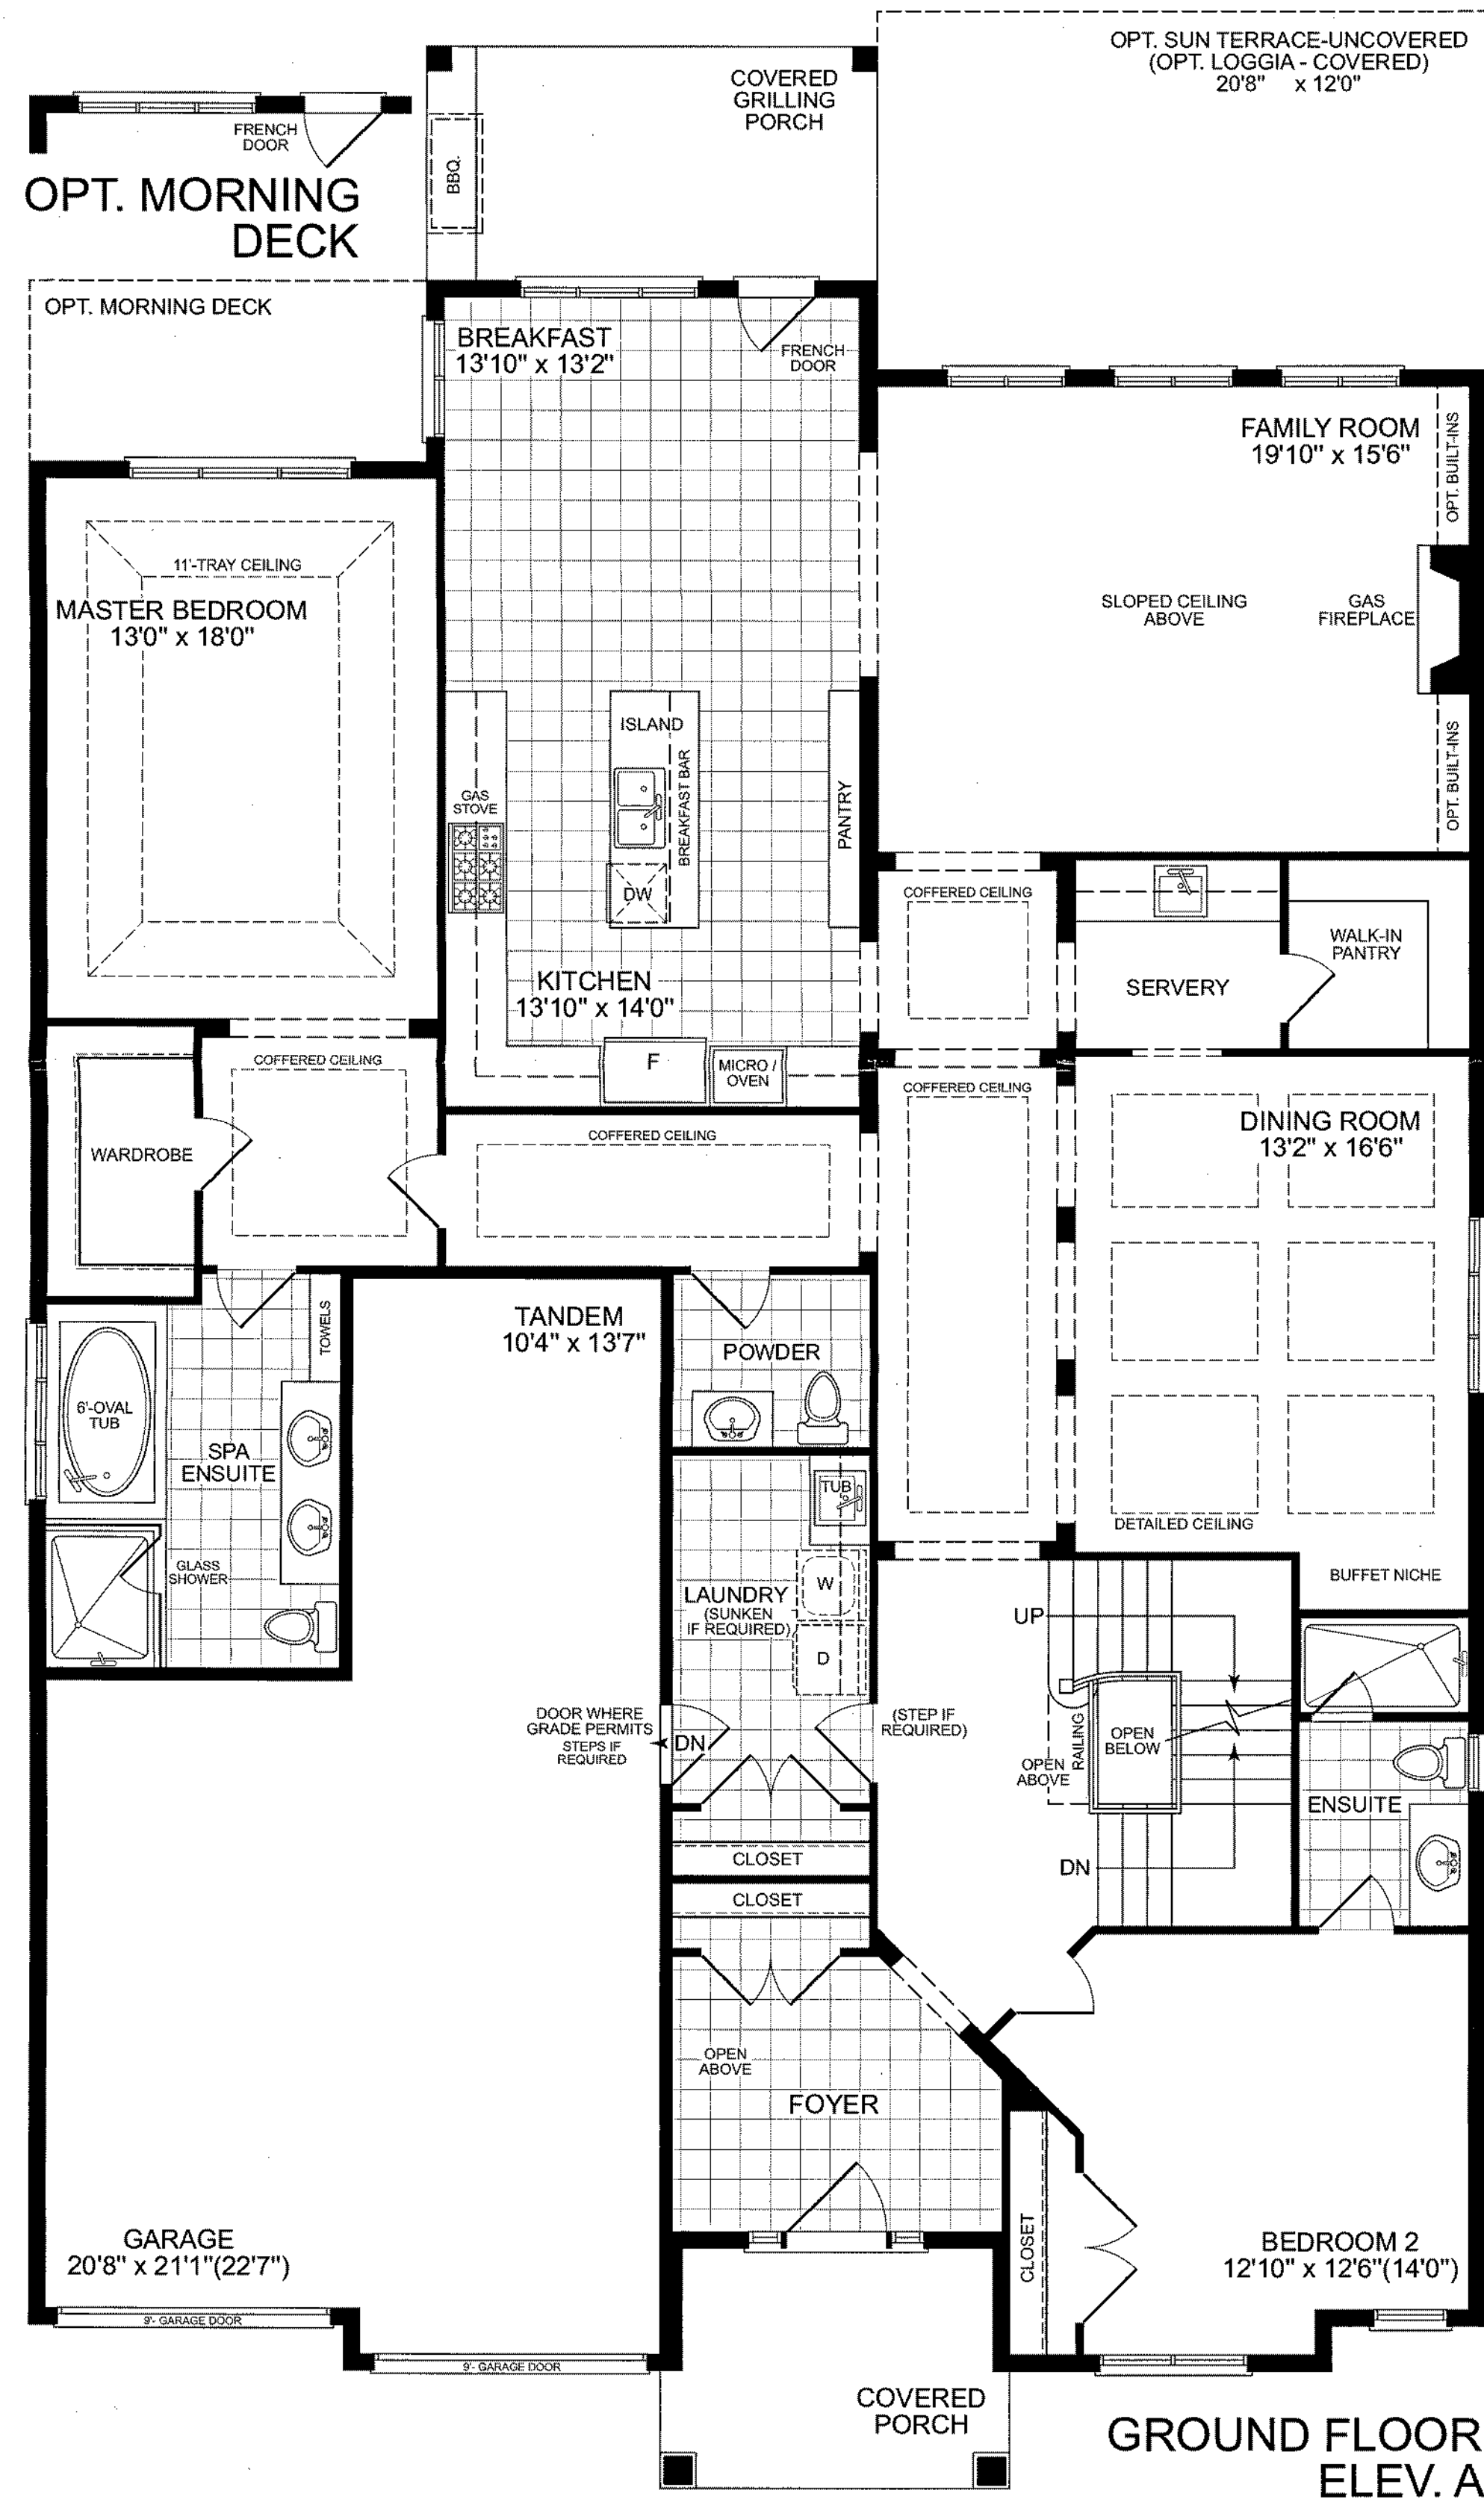 OPT. SUN TERRACE-UNCOVERED
(OPT. LOGGIA - COVERED)
20'8" x 12'0"
COVERED
GRILLING
PORCH
FRENCH
DOOR
BBQ.
OPT. MORNING
DECK
OPT. MORNING DECK
BREAKFAST
13'10" x 13'2"
FRENCH
DOOR
FAMILY ROOM
19'10" x 15'6"
OPT. BUILT-INS
11'-TRAY CEILING
MASTER BEDROOM
13'0" x 18'0"
SLOPED CEILING
ABOVE
GAS
FIREPLACE
ISLAND
BREAKFAST BAR
GAS
STOVE
PANTRY
OPT. BUILT-INS
DW
COFFERED CEILING
WALK-IN
PANTRY
SERVERY
KITCHEN
13'10" x 14'0"
F
MICRO /
OVEN
COFFERED CEILING
COFFERED CEILING
DINING ROOM
13'2" x 16'6"
WARDROBE
COFFERED CEILING
TANDEM
10'4" x 13'7"
TOWELS
POWDER
6'-OVAL
TUB
SPA
ENSUITE
TUB
DETAILED CEILING
GLASS
SHOWER
LAUNDRY
(SUNKEN
IF REQUIRED)
W
D
BUFFET NICHE
UP
DOOR WHERE
GRADE PERMITS
STEPS IF
REQUIRED
DN
(STEP IF
REQUIRED)
RAILING
OPEN
BELOW
OPEN
ABOVE
ENSUITE
CLOSET
DN
CLOSET
OPEN
ABOVE
FOYER
CLOSET
GARAGE
20'8" x 21'1"(22'7")
BEDROOM 2
12'10" x 12'6"(14'0")
9'- GARAGE DOOR
9'- GARAGE DOOR
COVERED
PORCH
GROUND FLOOR
ELEV. A